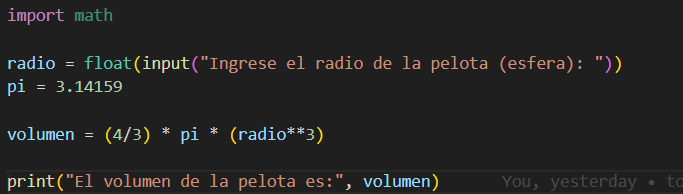 import math
radio = float(input("Ingrese el radio de la pelota (esfera): "))
pi = 3.14159
volumen = (4/3) * pi * (radio**3)
print("El volumen de la pelota es:", volumen) You, yesterday • to